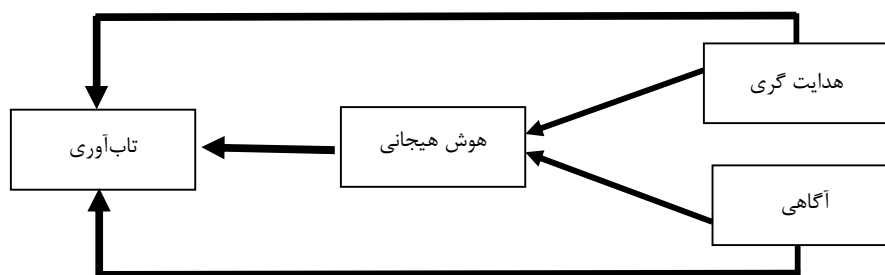 هدایت گری
هوش هیجانی
تاب‌آوری
آگاهی